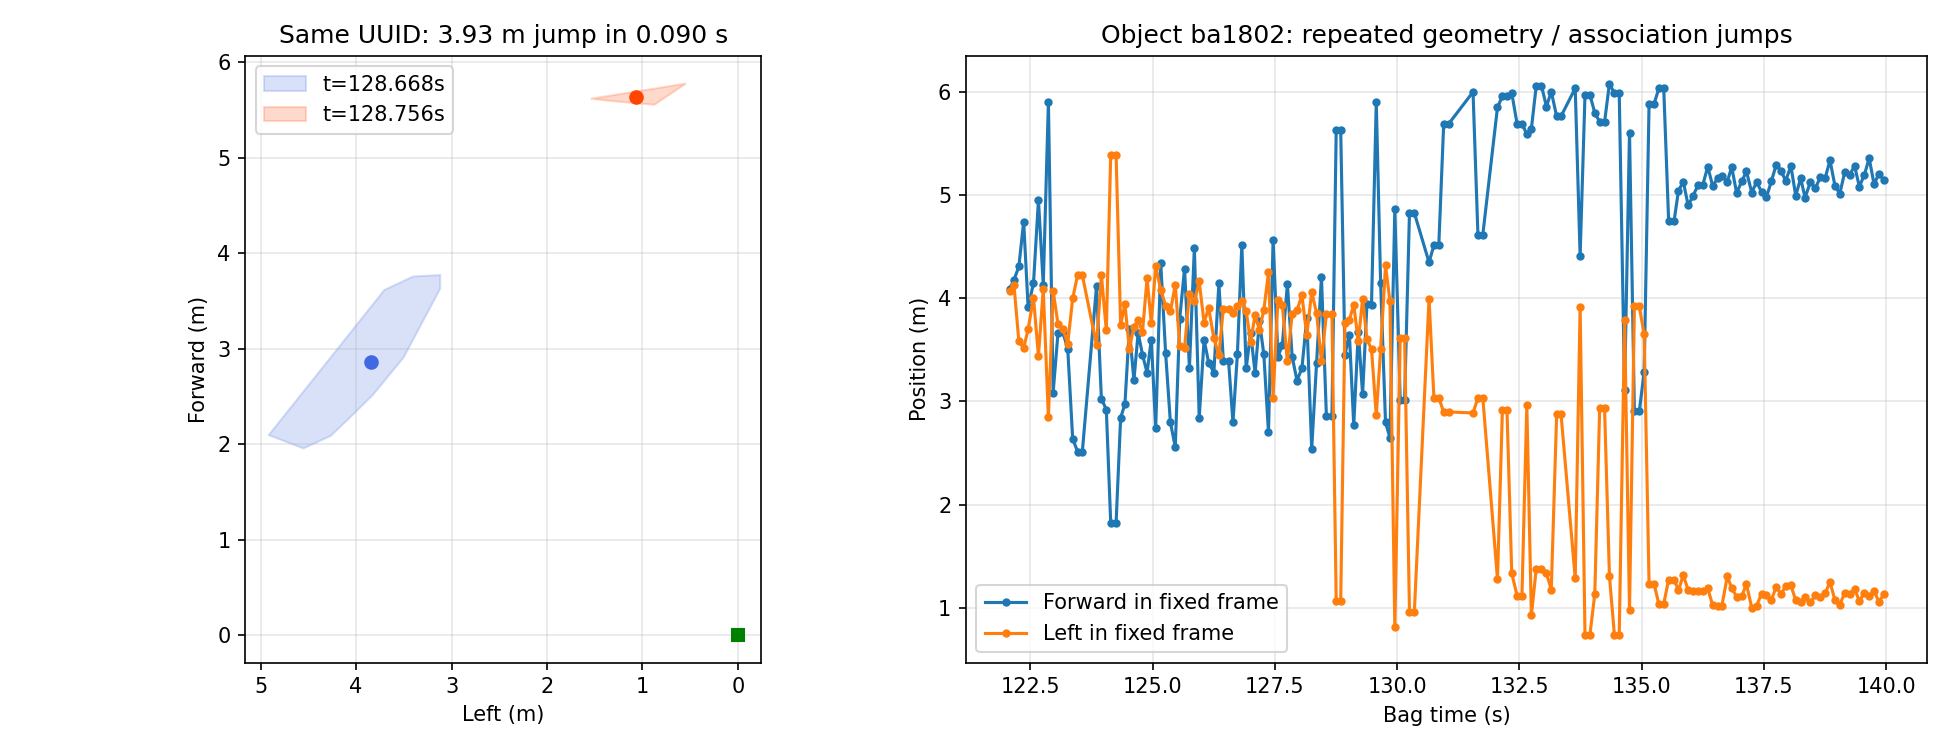 Same UUID: 3.93 m jump in 0.090 s
t=128.668s
t=128.756s
6
5
4
3
2
1
0
Forward (m)
5
4
3
2
1
0
Left (m)
Object ba1802: repeated geometry / association jumps
6
5
4
3
2
1
Position (m)
Forward in fixed frame
Left in fixed frame
122.5
125.0
127.5
130.0
132.5
135.0
137.5
140.0
Bag time (s)